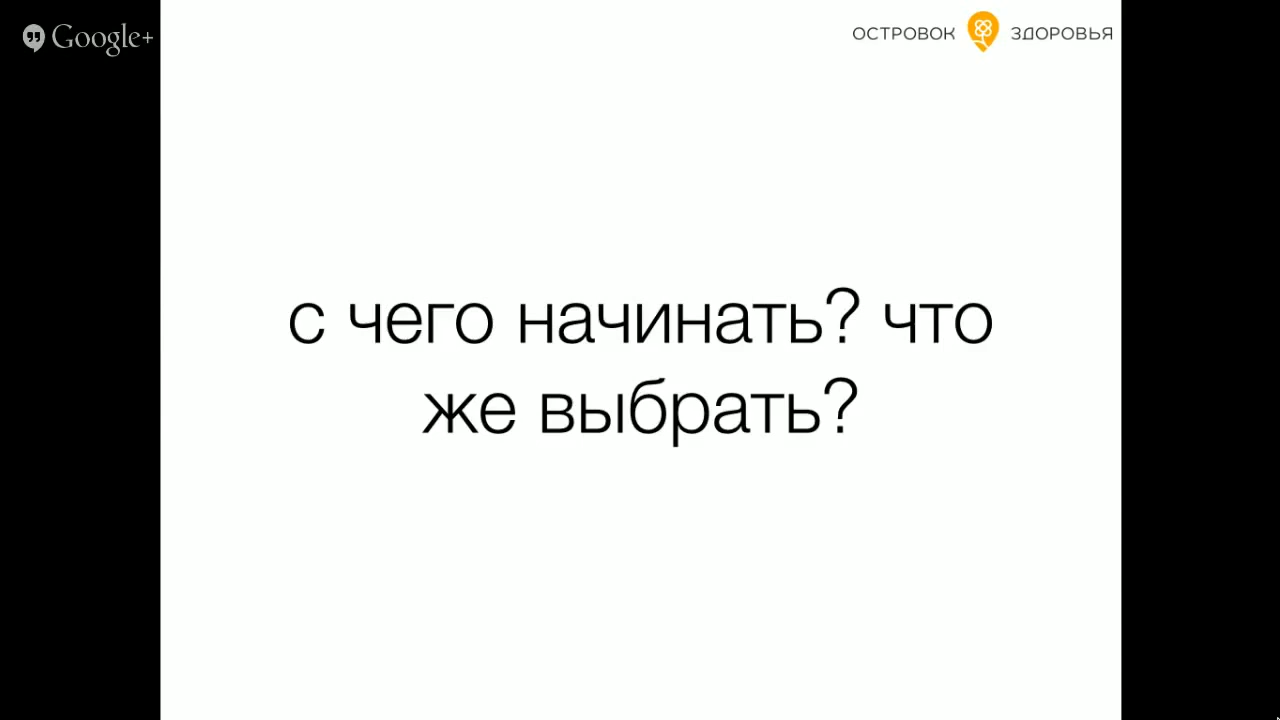 Google+
ОСТРОВОК ЗДОРОВЬЯ
с чего начинать? что
же выбрать?